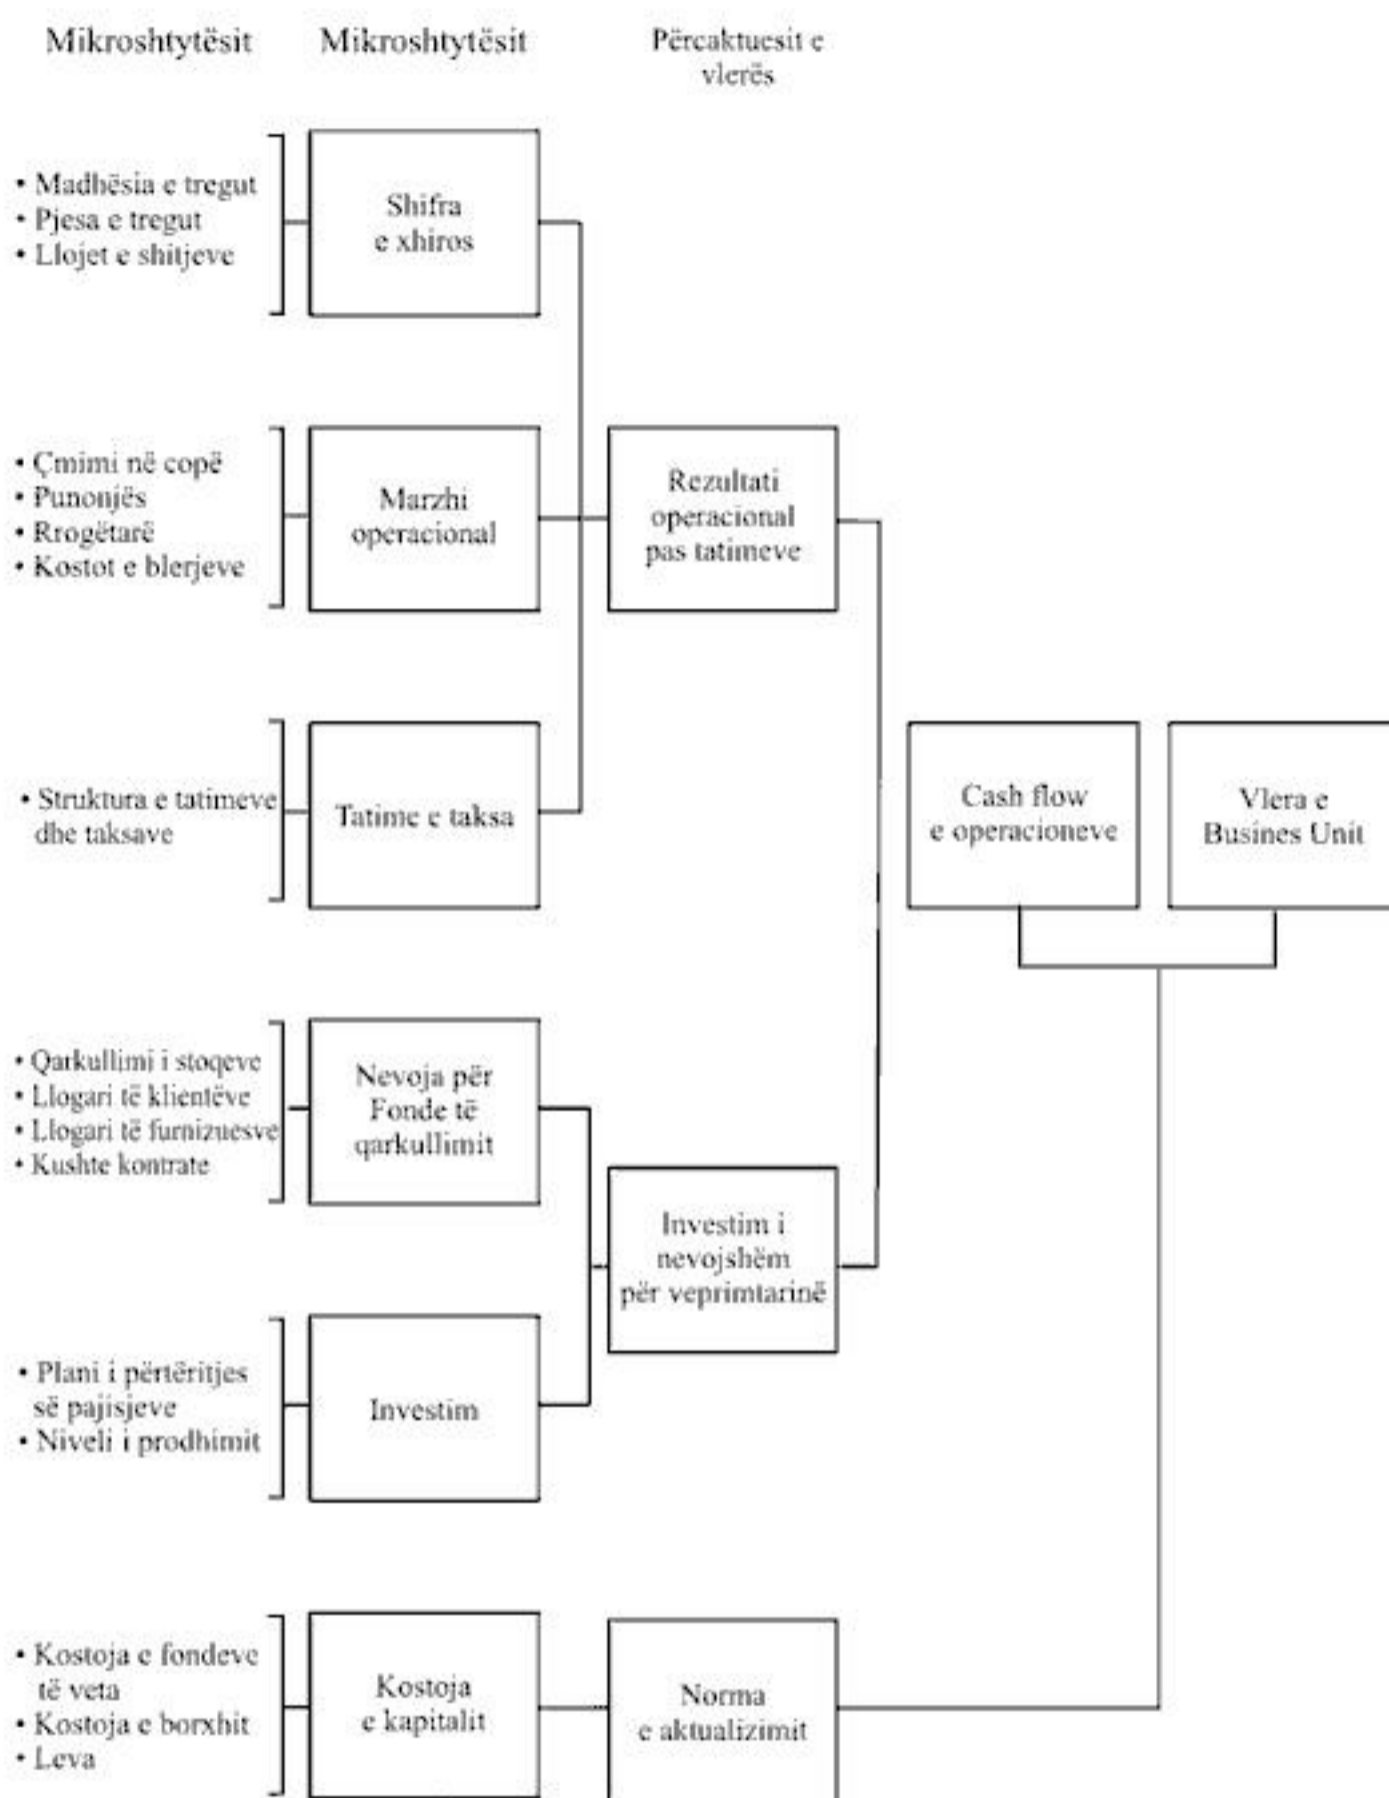 Mikroshtytësit
Mikroshtytësit
Përcaktuesit e
vlerës
• Madhësia e tregut
• Pjesa e tregut
• Llojet e shitjeve
Shifra
e xhiros
• Çmimi në copë
• Punonjës
• Rrogëtarë
• Kostot e blerjeve
Marzhi
operacional
Rezultati
operacional
pas tatimeve
• Struktura e tatimeve
dhe taksave
Tatime e taksa
Cash flow
e operacioneve
Vlera e
Busines Unit
• Qarkullimi i stoqeve
• Llogari të klientëve
• Llogari të furnizuesve
• Kushte kontrate
Nevoja për
Fonde të
qarkullimit
Investim i
nevojshëm
për veprimtarinë
• Plani i përtëritjes
së pajisjeve
• Niveli i prodhimit
Investim
• Kostoja e fondeve
të veta
• Kostoja e borxhit
• Leva
Kostoja
e kapitalit
Norma
e aktualizimit